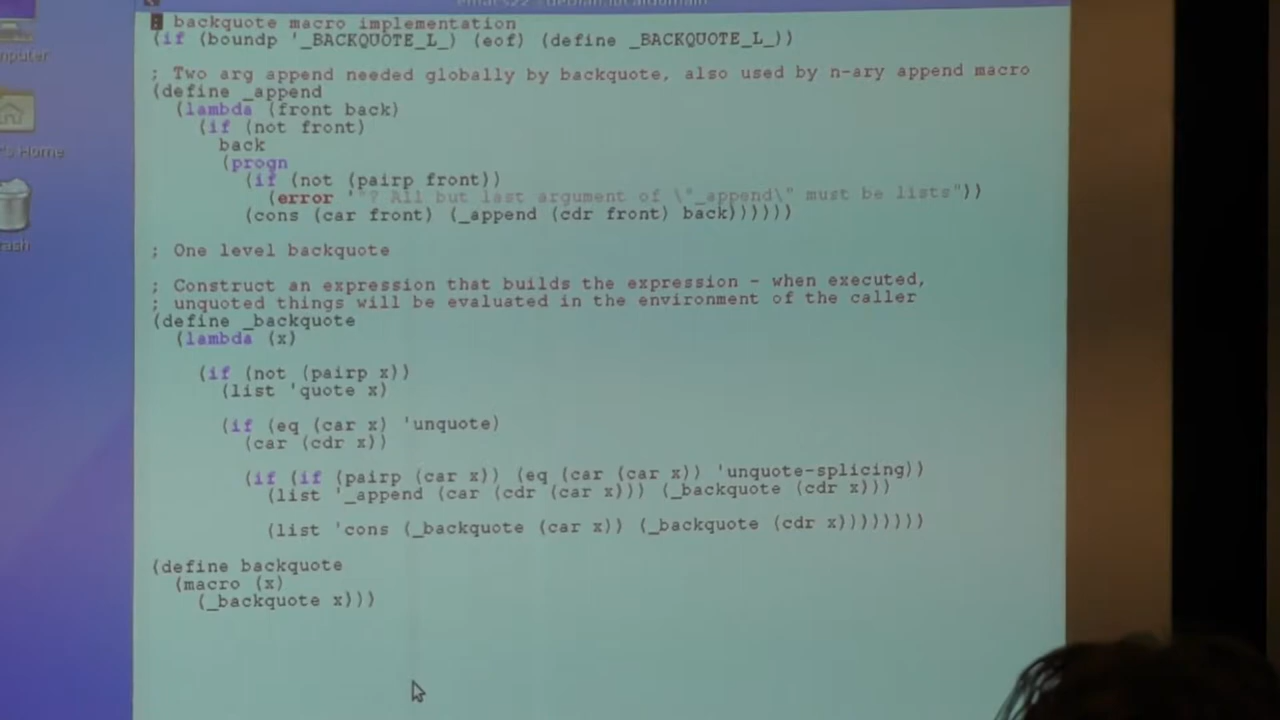 ; backquote macro implementation
(if (boundp '_BACKQUOTE_L_) (eof) (define _BACKQUOTE_L_))
; Two arg append needed globally by backquote, also used by n-ary append macro
(define _append
(lambda (front back)
(if (not front)
back
(progn
(if (not (pairp front))
(error '"? All but last argument of \"_append\" must be lists"))
(cons (car front) (_append (cdr front) back))))))
; One level backquote
; Construct an expression that builds the expression - when executed,
; unquoted things will be evaluated in the environment of the caller
(define _backquote
(lambda (x)
(if (not (pairp x))
(list 'quote x)
(if (eq (car x) 'unquote)
(car (cdr x))
(if (if (pairp (car x)) (eq (car (car x)) 'unquote-splicing))
(list '_append (car (cdr (car x))) (_backquote (cdr x)))
(list 'cons (_backquote (car x)) (_backquote (cdr x))))))))
(define backquote
(macro (x)
(_backquote x)))
mputer
's Home
rash